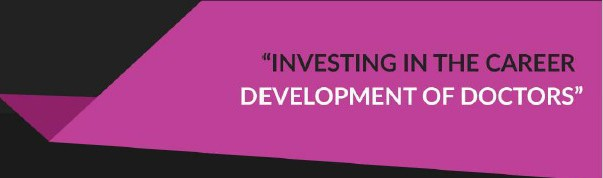 “INVESTING IN THE CAREER
DEVELOPMENT OF DOCTORS”